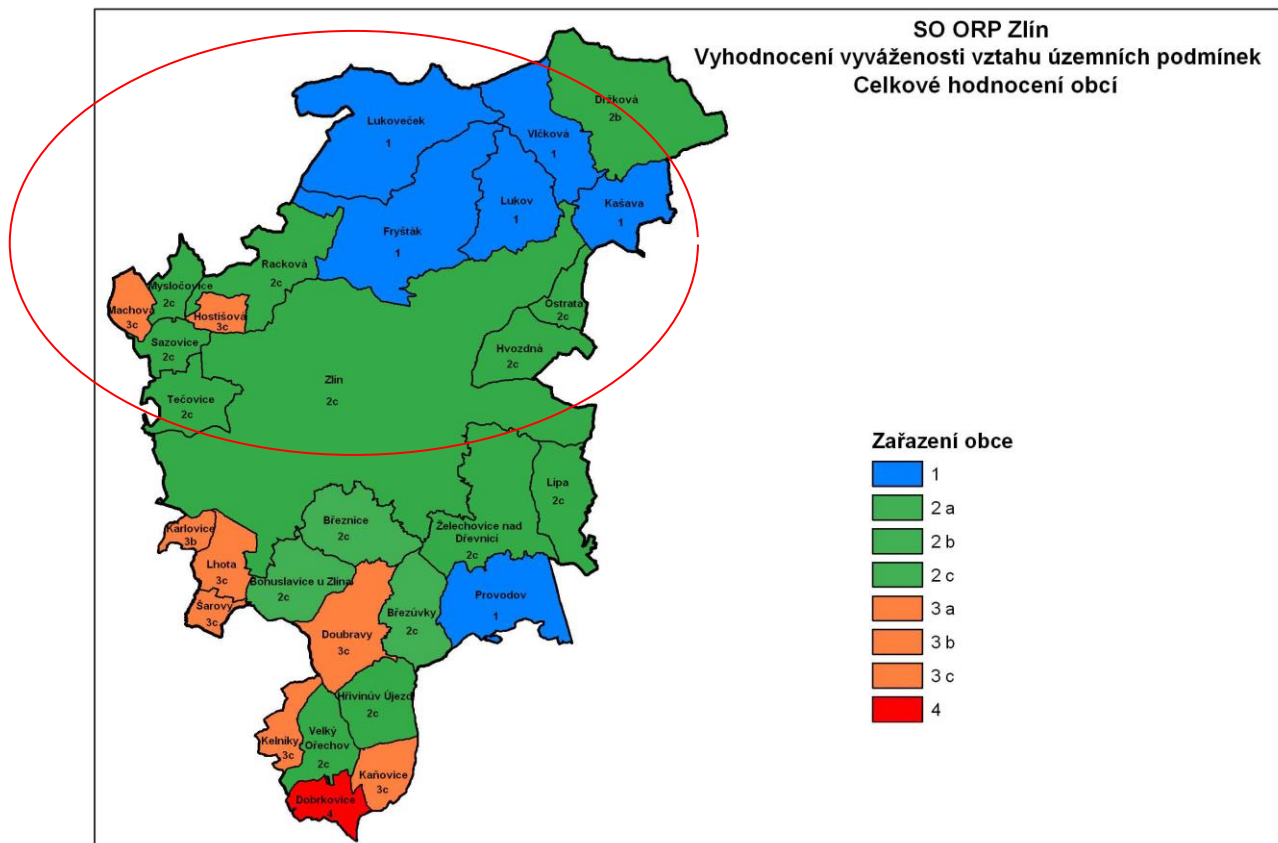 SO ORP Zlín
Vyhodnocení vyváženosti vztahu územních podmínek
Celkové hodnocení obcí
Držková
2b
Lukoveček
1
Vlčková
1
Lukov
1
Kašava
1
Fryšták
1
Racková
2c
Mysločovice
2c
Machová
3c
Hostišová
3c
Ostrata
2c
Sazovice
2c
Hvozdná
2c
Zlín
2c
Tečovice
2c
Lípa
2c
Březnice
2c
Želechovice nad
Dřevnicí
2c
Karlovice
3b
Lhota
3c
Bohuslavice u Zlína
2c
Provodov
1
Šarovy
3c
Březůvky
2c
Doubravy
3c
Hřivinův Újezd
2c
Velký
Ořechov
2c
Kelníky
3c
Kaňovice
3c
Dobrkovice
4
Zařazení obce
1
2 a
2 b
2 c
3 a
3 b
3 c
4